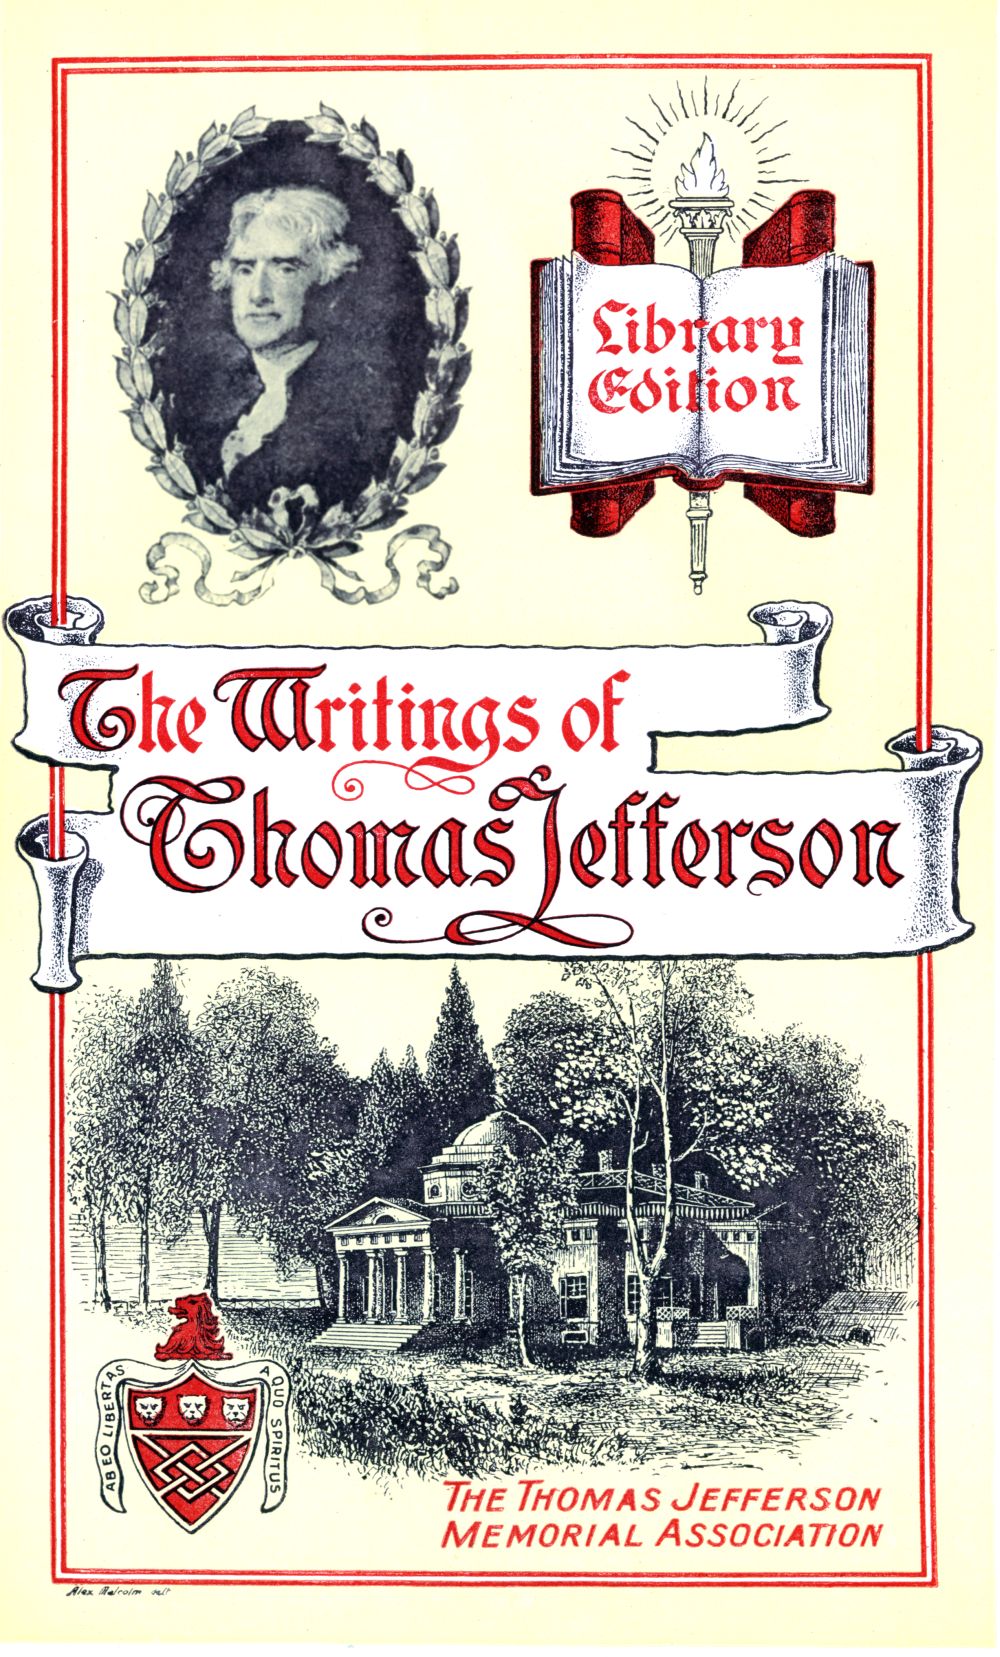 Library
Edition
The Writings of
Thomas Jefferson
AB EO LIBERTAS
A QUO SPIRITUS
THE THOMAS JEFFERSON
MEMORIAL ASSOCIATION
Alex Malcolm